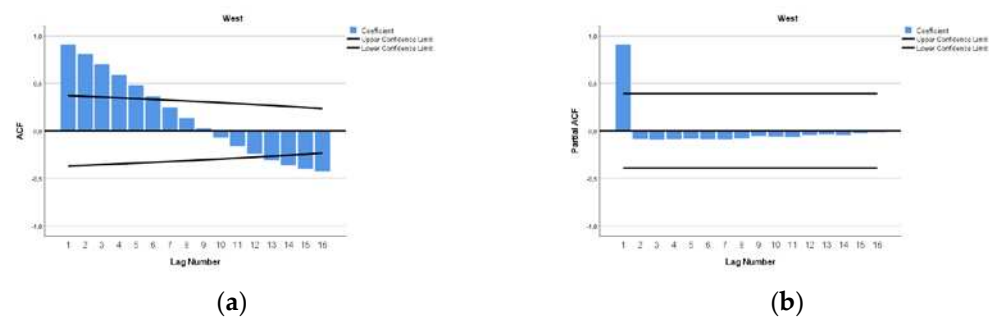 West
Coefficient
Upper Confidence Limit
Lower Confidence Limit
1,0
0,5
0,0
-0,5
-1,0
ACF
1 2 3 4 5 6 7 8 9 10 11 12 13 14 15 16
Lag Number
(a)
West
Coefficient
Upper Confidence Limit
Lower Confidence Limit
1,0
0,5
0,0
-0,5
-1,0
Partial ACF
1 2 3 4 5 6 7 8 9 10 11 12 13 14 15 16
Lag Number
(b)